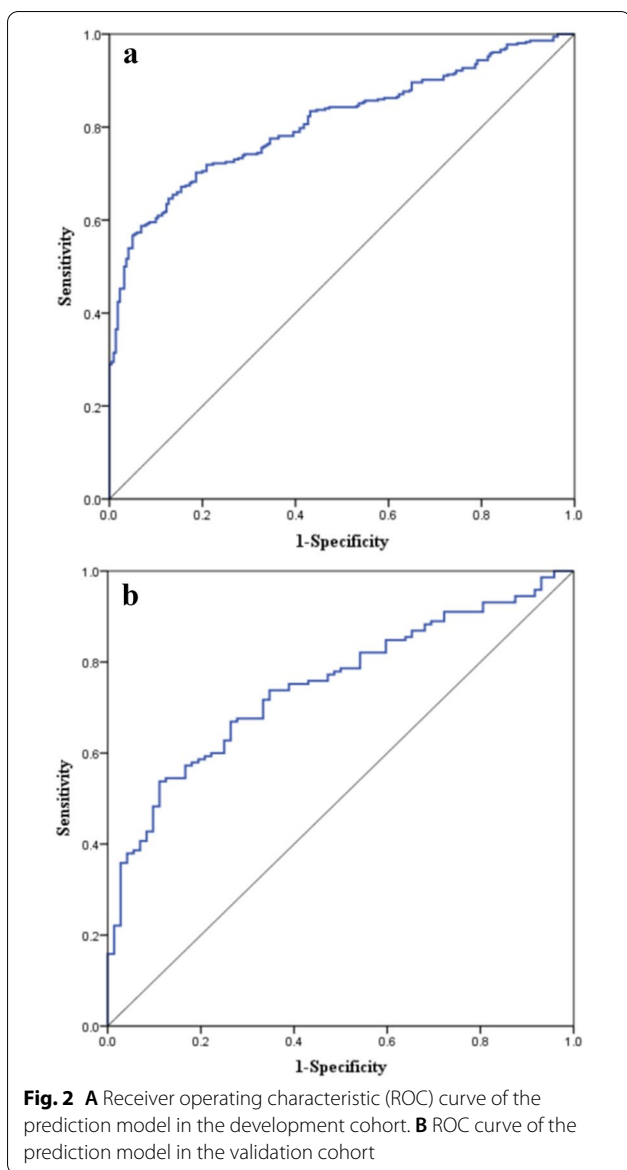 a
1.0
0.8
0.6
0.4
0.2
0.0
Sensitivity
0.0 0.2 0.4 0.6 0.8 1.0
1-Specificity
b
1.0
0.8
0.6
0.4
0.2
0.0
Sensitivity
0.0 0.2 0.4 0.6 0.8 1.0
1-Specificity
Fig. 2 A Receiver operating characteristic (ROC) curve of the
prediction model in the development cohort. B ROC curve of the
prediction model in the validation cohort